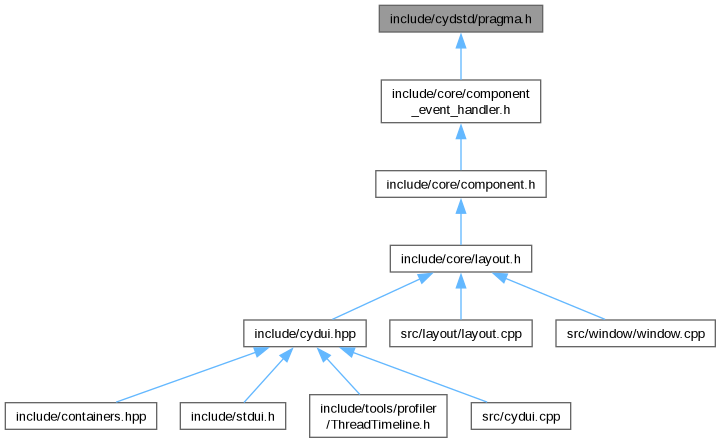 include/cydstd/pragma.h
include/core/component
_event_handler.h
include/core/component.h
include/core/layout.h
include/cydui.hpp
src/layout/layout.cpp
src/window/window.cpp
include/containers.hpp
include/stdui.h
include/tools/profiler
/ThreadTimeline.h
src/cydui.cpp